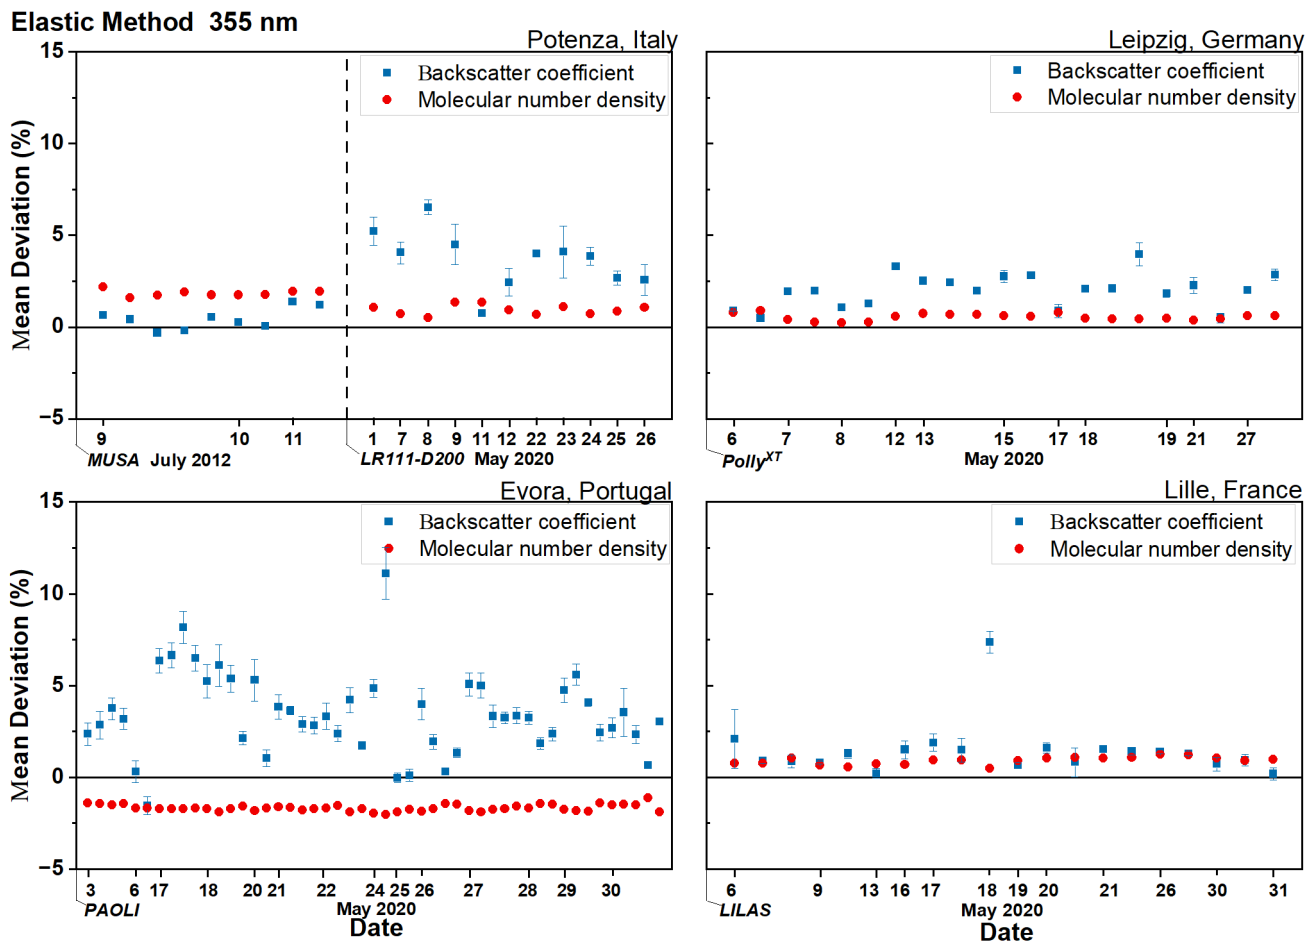 Elastic Method 355 nm
Potenza, Italy
Backscatter coefficient
Molecular number density
Mean Deviation (%)
15
10
5
0
−5
9 10 11 1 7 8 9 11 12 22 23 24 25 26
MUSA July 2012 LR111-D200 May 2020
Leipzig, Germany
Backscatter coefficient
Molecular number density
6 7 8 12 13 15 17 18 19 21 27
PollyXT May 2020
Evora, Portugal
Backscatter coefficient
Molecular number density
Mean Deviation (%)
15
10
5
0
−5
3 6 17 18 20 21 22 24 25 26 27 28 29 30
PAOLI May 2020
Date
Lille, France
Backscatter coefficient
Molecular number density
6 9 13 16 17 18 19 20 21 26 30 31
LILAS May 2020
Date